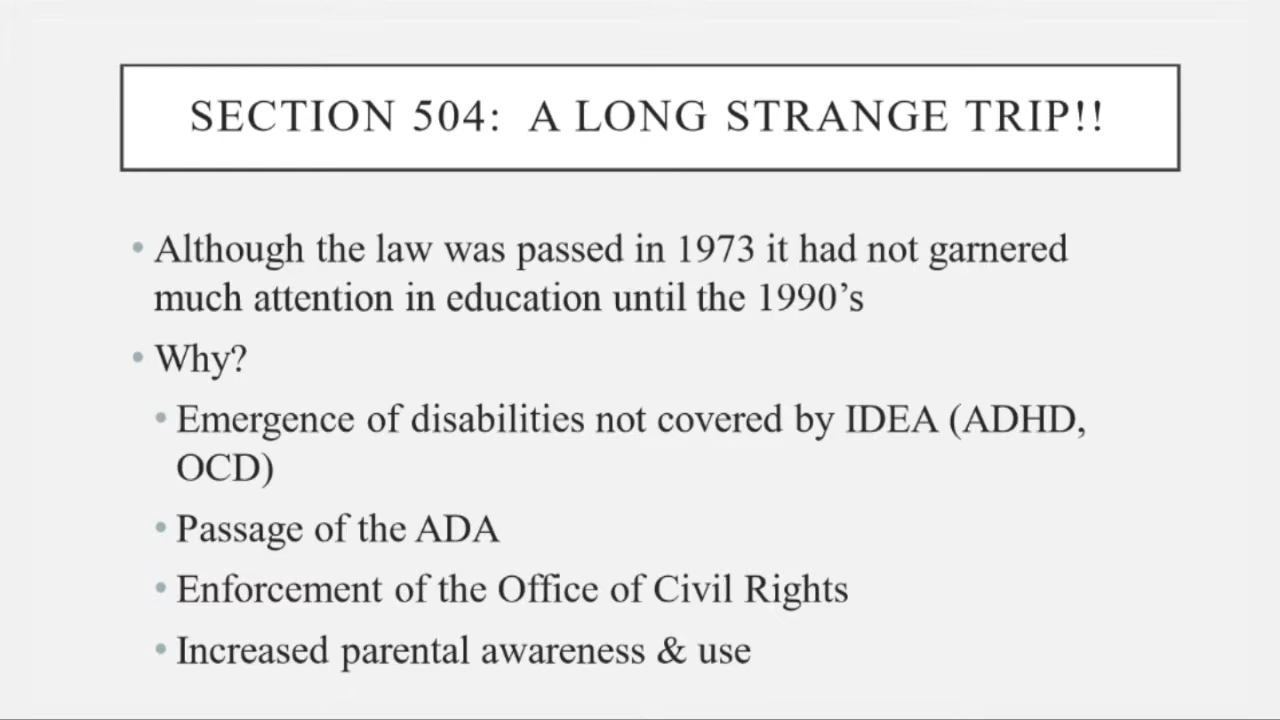 SECTION 504: A LONG STRANGE TRIP!!
• Although the law was passed in 1973 it had not garnered
much attention in education until the 1990’s
• Why?
• Emergence of disabilities not covered by IDEA (ADHD,
OCD)
• Passage of the ADA
• Enforcement of the Office of Civil Rights
• Increased parental awareness & use